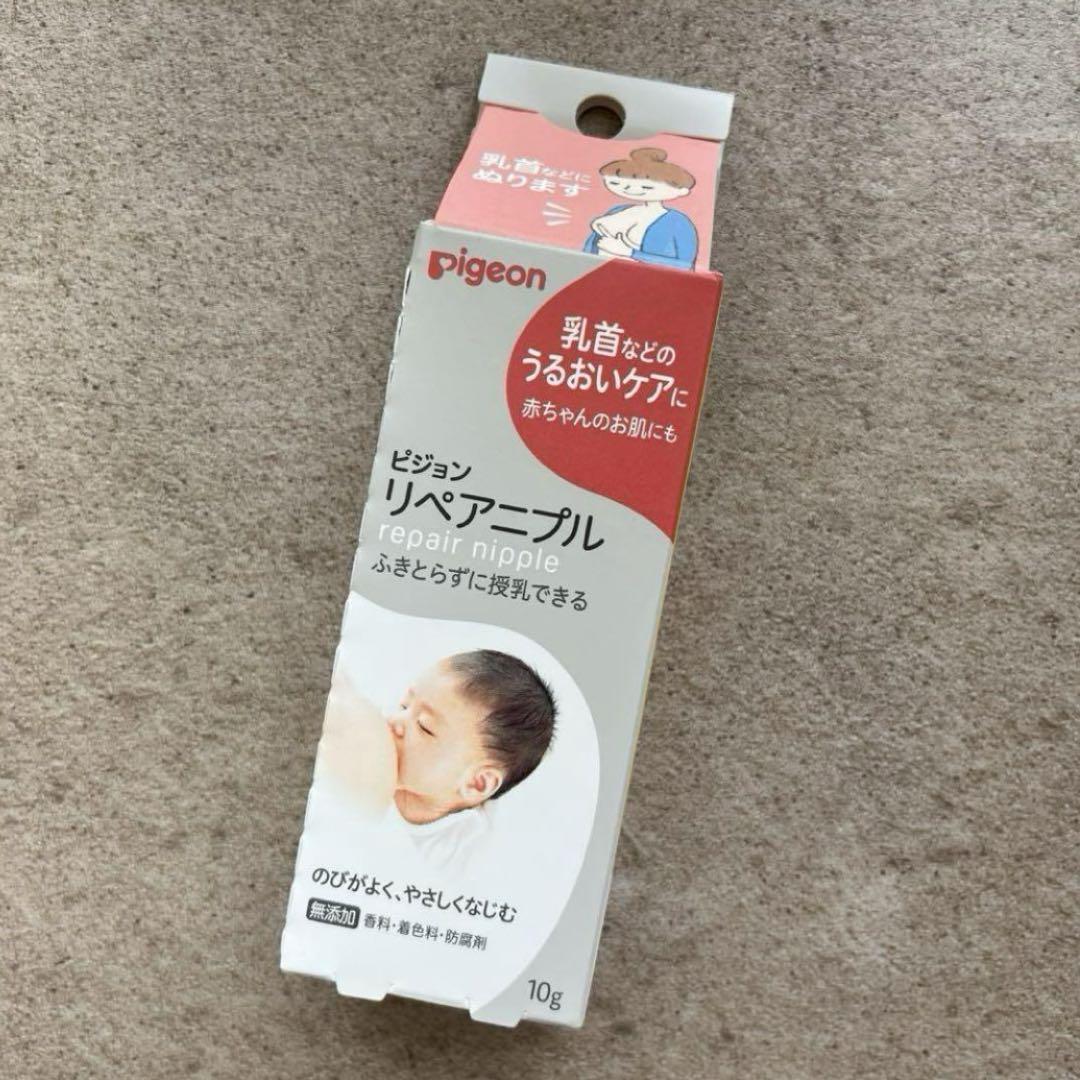 乳首などに
ぬります
Pigeon
乳首などの
うるおいケアに
赤ちゃんのお肌にも
ピジョン
リペアニプル
repair nipple
ふきとらずに授乳できる
のびがよく、やさしくなじむ
無添加 香料・着色料・防腐剤
10g